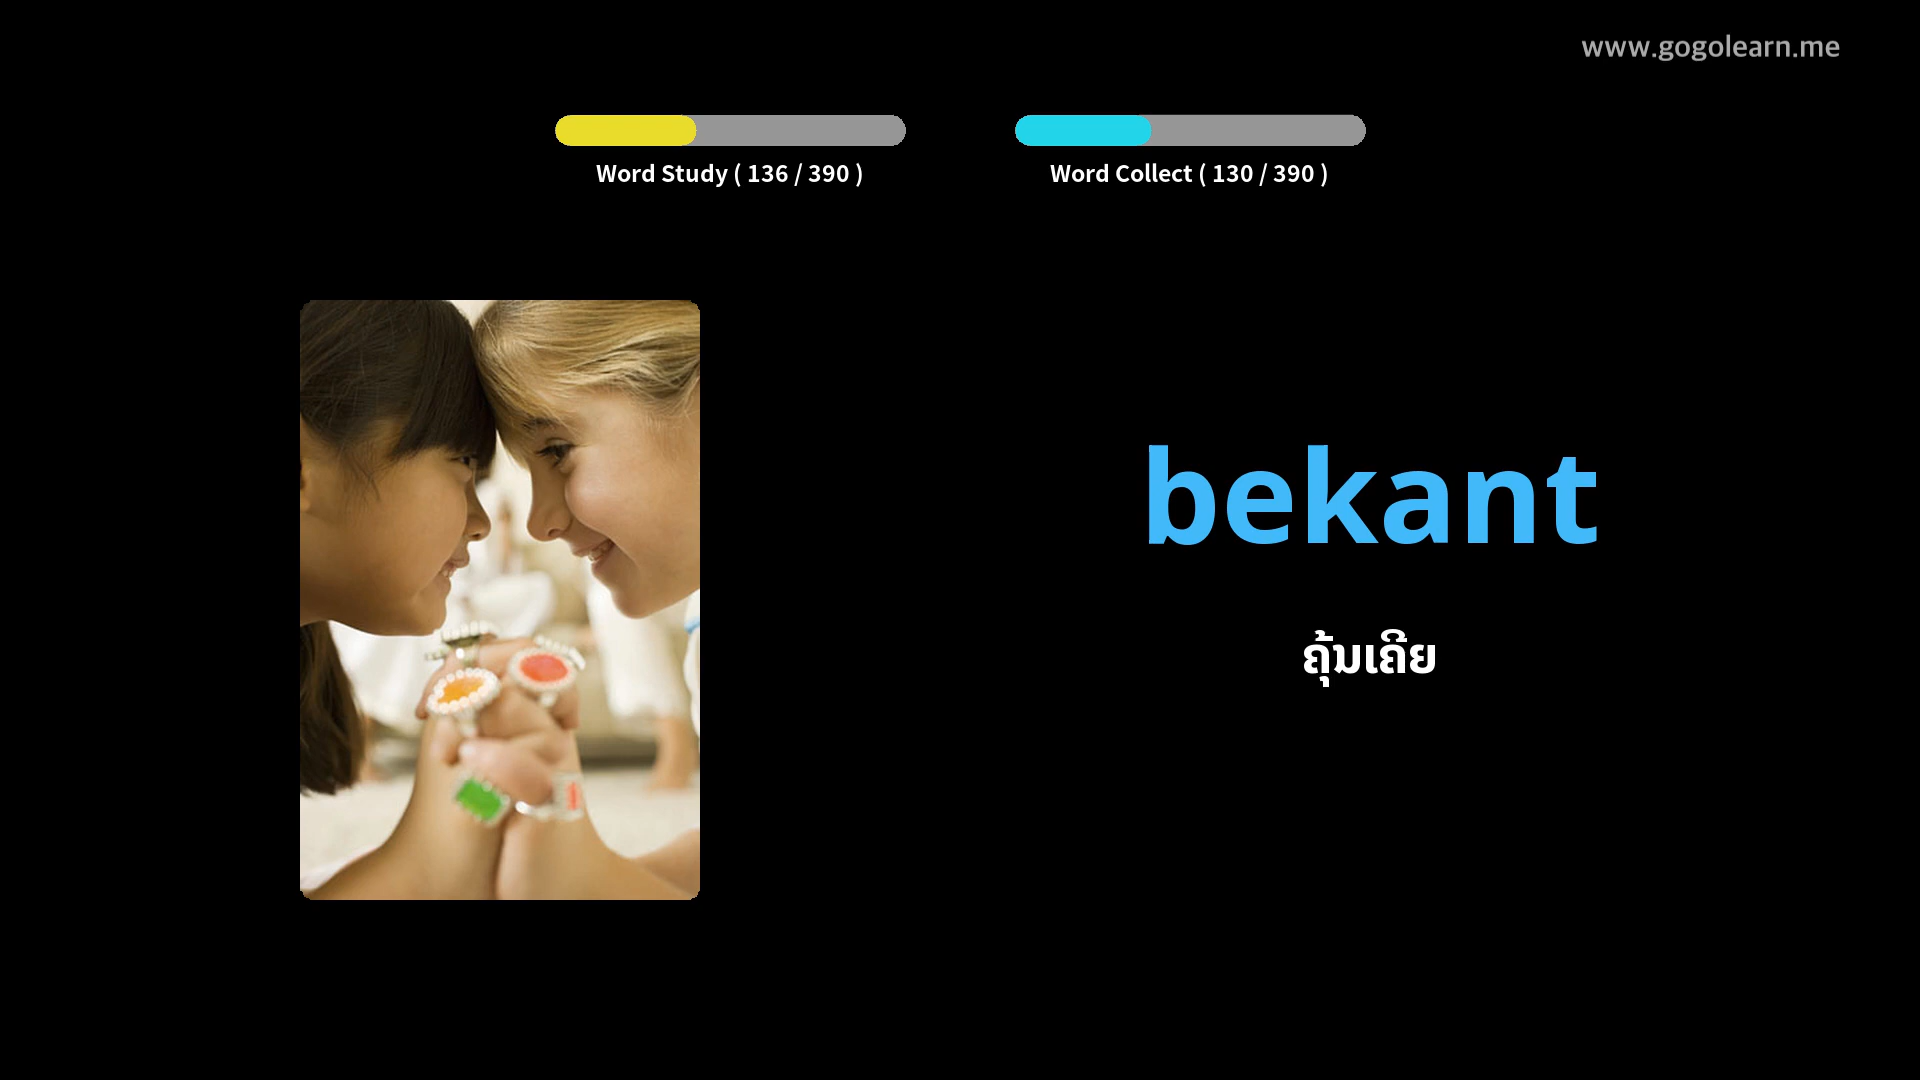 www.gogolearn.me
Word Study ( 136 / 390 )
Word Collect ( 130 / 390 )
bekant
ຄຸ້ນເຄີຍ